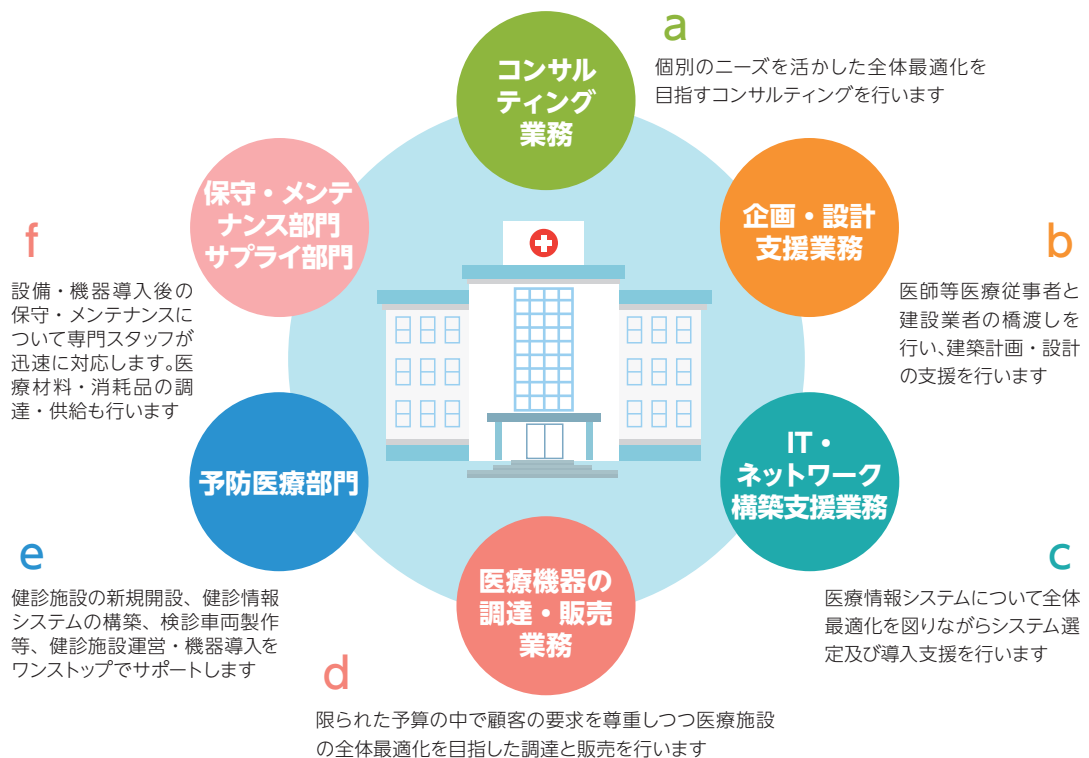 a
コンサル
ティング
業務
個別のニーズを活かした全体最適化を
目指すコンサルティングを行います
企画・設計
支援業務
b
医師等医療従事者と
建設業者の橋渡しを
行い、建築計画・設計
の支援を行います
IT・
ネットワーク
構築支援業務
c
医療情報システムについて全体
最適化を図りながらシステム選
定及び導入支援を行います
医療機器の
調達・販売
業務
d
限られた予算の中で顧客の要求を尊重しつつ医療施設
の全体最適化を目指した調達と販売を行います
予防医療部門
e
健診施設の新規開設、健診情報
システムの構築、検診車両製作
等、健診施設運営・機器導入を
ワンストップでサポートします
保守・メンテ
ナンス部門
サプライ部門
f
設備・機器導入後の
保守・メンテナンスに
ついて専門スタッフが
迅速に対応します。医
療材料・消耗品の調
達・供給も行います